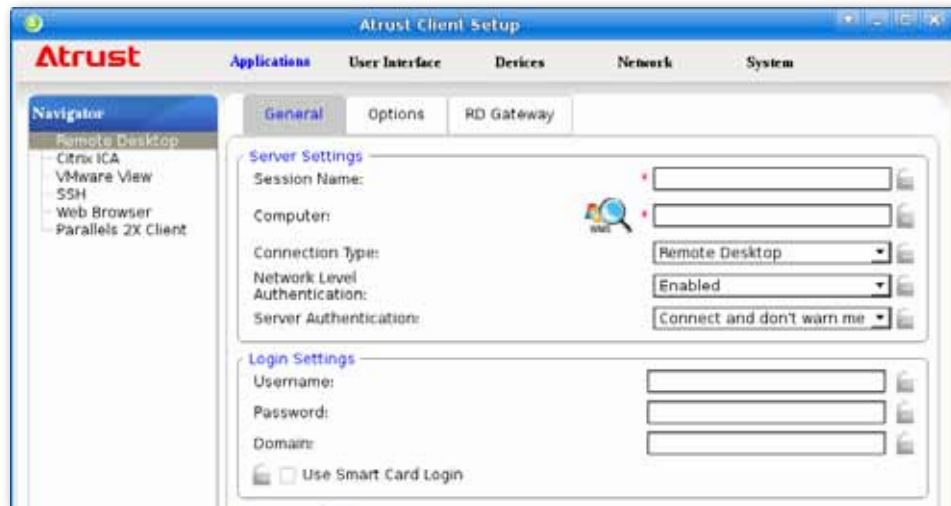 Atrust Client Setup
Atrust
Applications User Interface Devices Network System
Navigator
Remote Desktop
Citrix ICA
VMware View
SSH
Web Browser
Parallels 2X Client
General Options RD Gateway
Server Settings
Session Name: *
Computer: WMS *
Connection Type: Remote Desktop
Network Level
Authentication: Enabled
Server Authentication: Connect and don't warn me
Login Settings
Username:
Password:
Domain:
Use Smart Card Login